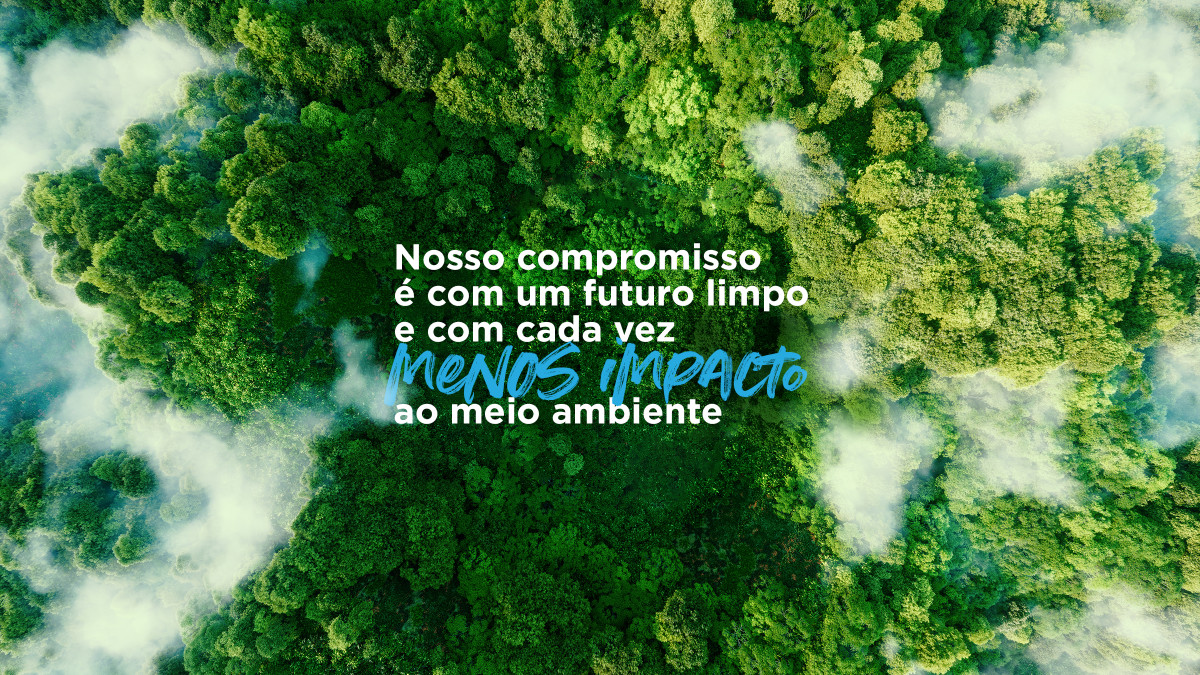 Nosso compromisso
é com um futuro limpo
e com cada vez
MENOS IMPACTO
ao meio ambiente